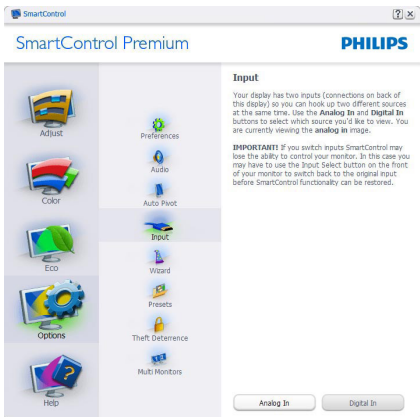 SmartControl
SmartControl Premium
PHILIPS
Adjust
Color
Eco
Options
Help
Preferences
Audio
Auto Pivot
Input
Wizard
Presets
Theft Deterrence
Multi Monitors
Input
Your display has two inputs (connections on back of
this display) so you can hook up two different sources
at the same time. Use the Analog In and Digital In
buttons to select which source you'd like to view. You
are currently viewing the analog in image.
IMPORTANT! If you switch inputs SmartControl may
lose the ability to control your monitor. In this case you
may have to use the Input Select button on the front
of your monitor to switch back to the original input
before SmartControl functionality can be restored.
Analog In
Digital In